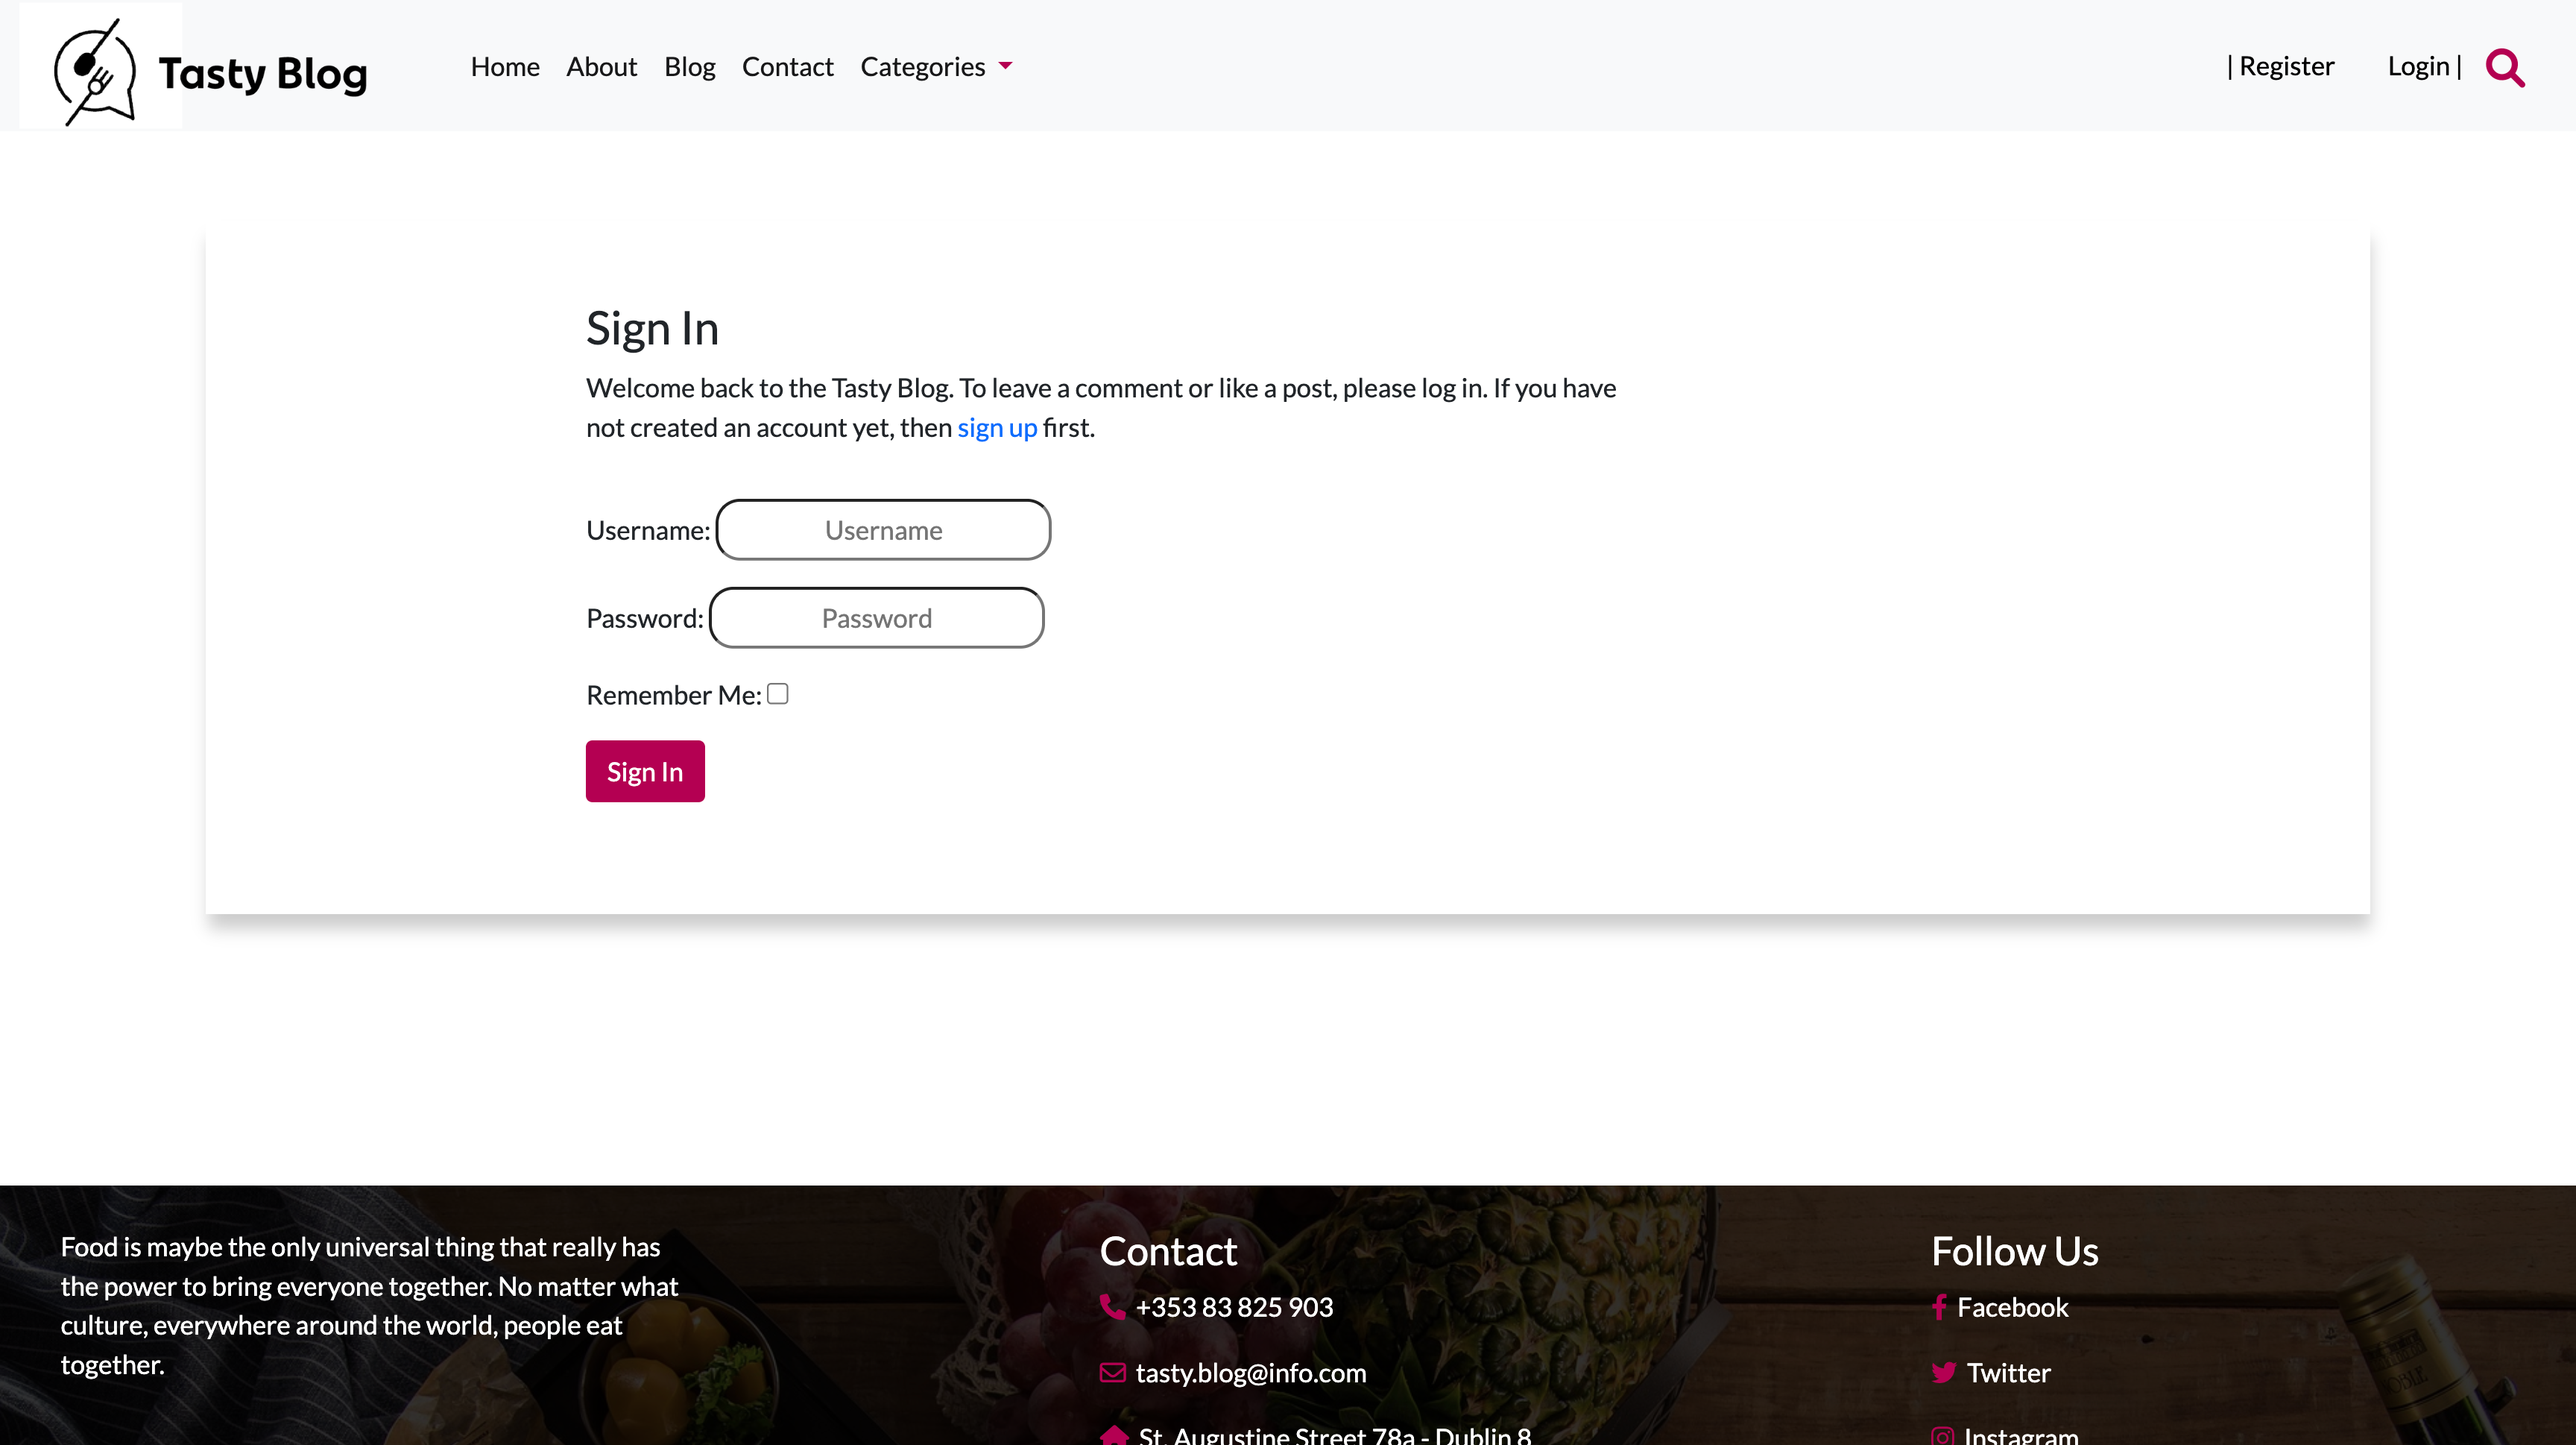 Tasty Blog
Home About Blog Contact Categories
| Register Login |
Sign In
Welcome back to the Tasty Blog. To leave a comment or like a post, please log in. If you have
not created an account yet, then sign up first.
Username: Username
Password: Password
Remember Me:
Sign In
Food is maybe the only universal thing that really has
the power to bring everyone together. No matter what
culture, everywhere around the world, people eat
together.
Contact
+353 83 825 903
tasty.blog@info.com
St. Augustine Street 78a - Dublin 8
Follow Us
Facebook
Twitter
Instagram